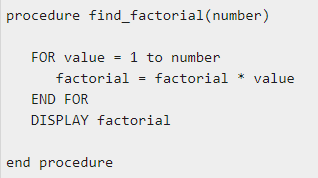 procedure find_factorial(number)
FOR value = 1 to number
factorial = factorial * value
END FOR
DISPLAY factorial
end procedure